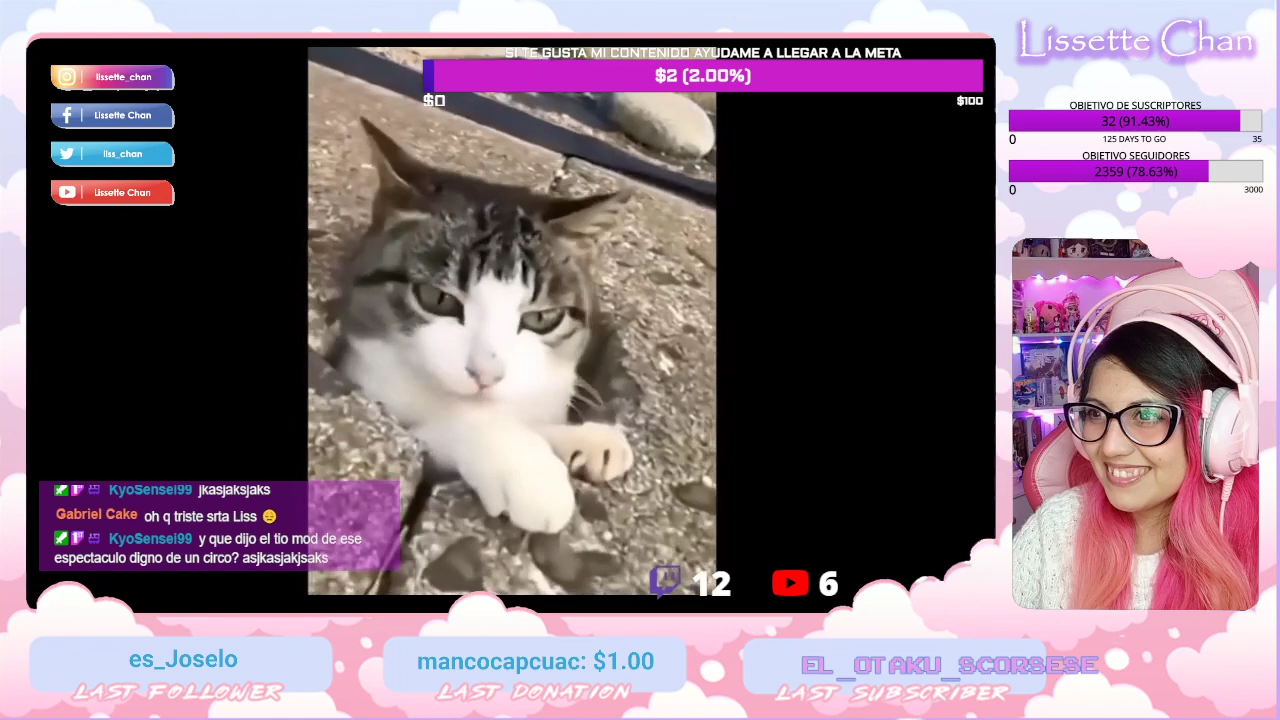 Lissette Chan
SI TE GUSTA MI CONTENIDO AYUDAME A LLEGAR A LA META
$2 (2.00%)
$0
$100
lissette_chan
Lissette Chan
liss_chan
Lissette Chan
OBJETIVO DE SUSCRIPTORES
32 (91.43%)
0
125 DAYS TO GO
35
OBJETIVO SEGUIDORES
2359 (78.63%)
0
3000
KyoSensei99 jkasjaksjaks
Gabriel Cake oh q triste srta Liss 😔
KyoSensei99 y que dijo el tio mod de ese
espectaculo digno de un circo? asjkasjakjsaks
12
6
es_Joselo
LAST FOLLOWER
mancocapcuac: $1.00
LAST DONATION
EL_OTAKU_SCORSESE
LAST SUBSCRIBER